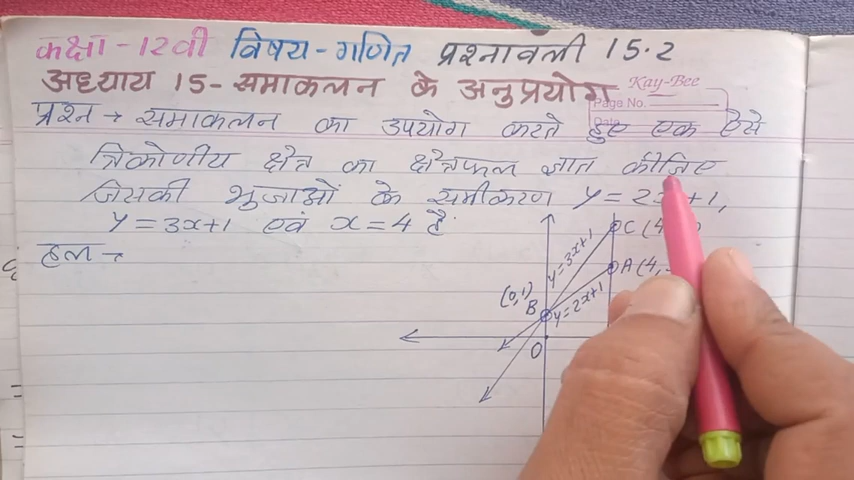 कक्षा - 12वी विषय - गणित प्रश्नावली 15.2
अध्याय 15 - समाकलन के अनुप्रयोग
Kay-Bee
Page No.
Date
प्रश्न → समाकलन का उपयोग करते हुए एक ऐसे
त्रिकोणीय क्षेत्र का क्षेत्रफल ज्ञात कीजिए
जिसकी भुजाओं के समीकरण y = 2x+1,
y = 3x+1 एवं x = 4 है
हल →
C (4
y=3x+1
A (4,
(0,1)
B
y=2x+1
O